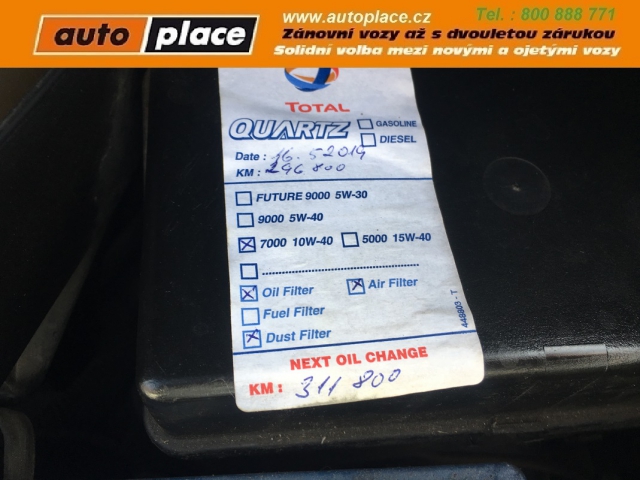 auto place
www.autoplace.cz
Tel. : 800 888 771
Zánovní vozy až s dvouletou zárukou
Solidní volba mezi novými a ojetými vozy
TOTAL
QUARTZ
GASOLINE
DIESEL
Date : 16. 5 2019
KM : 296 800
FUTURE 9000 5W-30
9000 5W-40
7000 10W-40 5000 15W-40
Oil Filter Air Filter
Fuel Filter
Dust Filter
448803 - T
NEXT OIL CHANGE
KM : 311 800